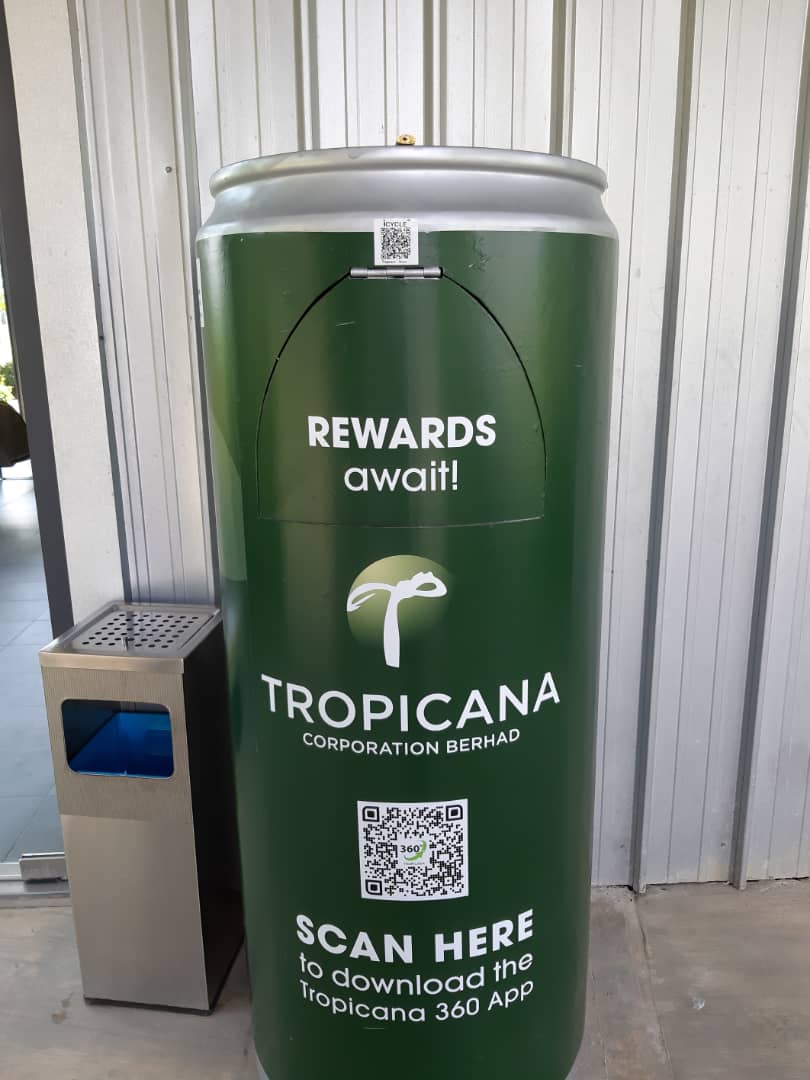 iCYCLE
REWARDS
await!
TROPICANA
CORPORATION BERHAD
360°
SCAN HERE
to download the
Tropicana 360 App